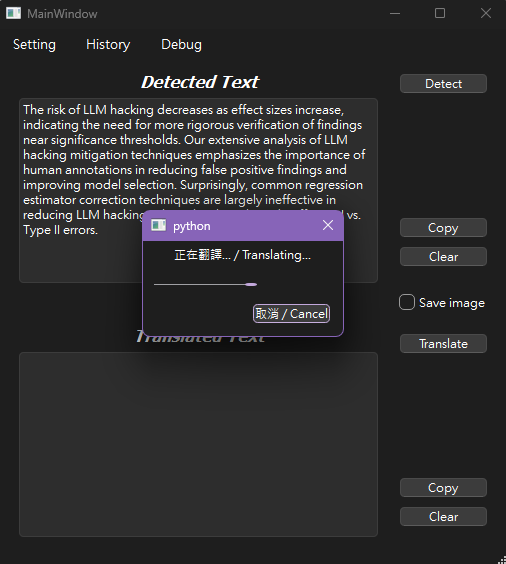 MainWindow
Setting History Debug
Detected Text
Detect
The risk of LLM hacking decreases as effect sizes increase,
indicating the need for more rigorous verification of findings
near significance thresholds. Our extensive analysis of LLM
hacking mitigation techniques emphasizes the importance of
human annotations in reducing false positive findings and
improving model selection. Surprisingly, common regression
estimator correction techniques are largely ineffective in
reducing LLM hacking vs.
Type II errors.
Copy
Clear
python
正在翻譯... / Translating...
取消 / Cancel
Save image
Translated Text
Translate
Copy
Clear